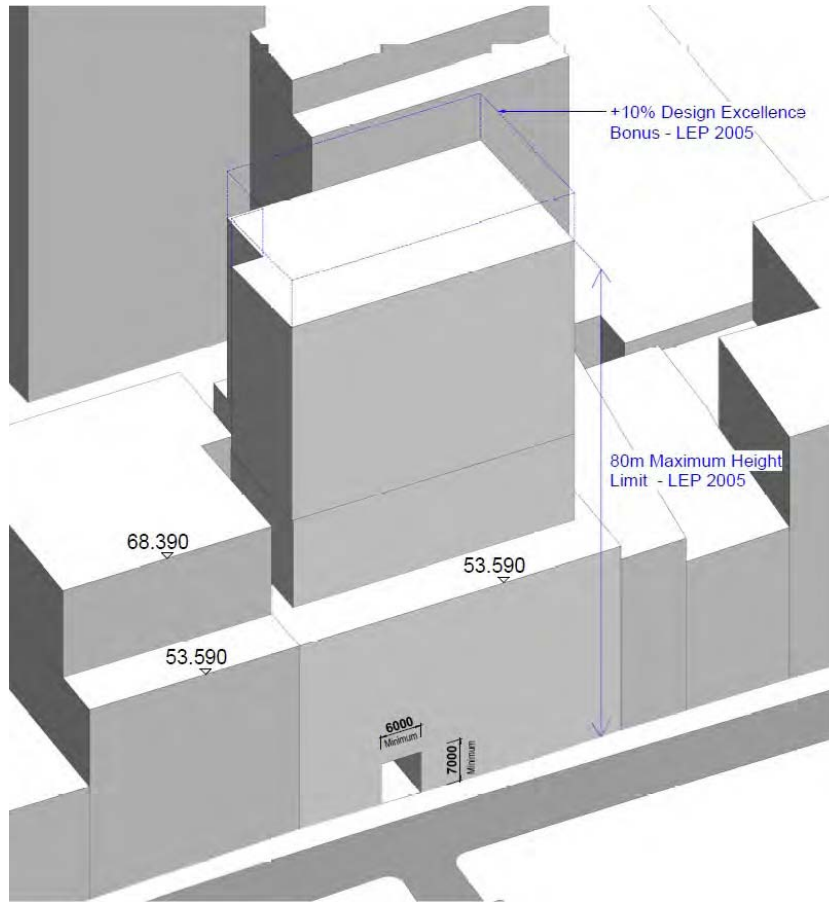 +10% Design Excellence
Bonus - LEP 2005
80m Maximum Height
Limit - LEP 2005
68.390
53.590
53.590
6000
Minimum
7000
Minimum